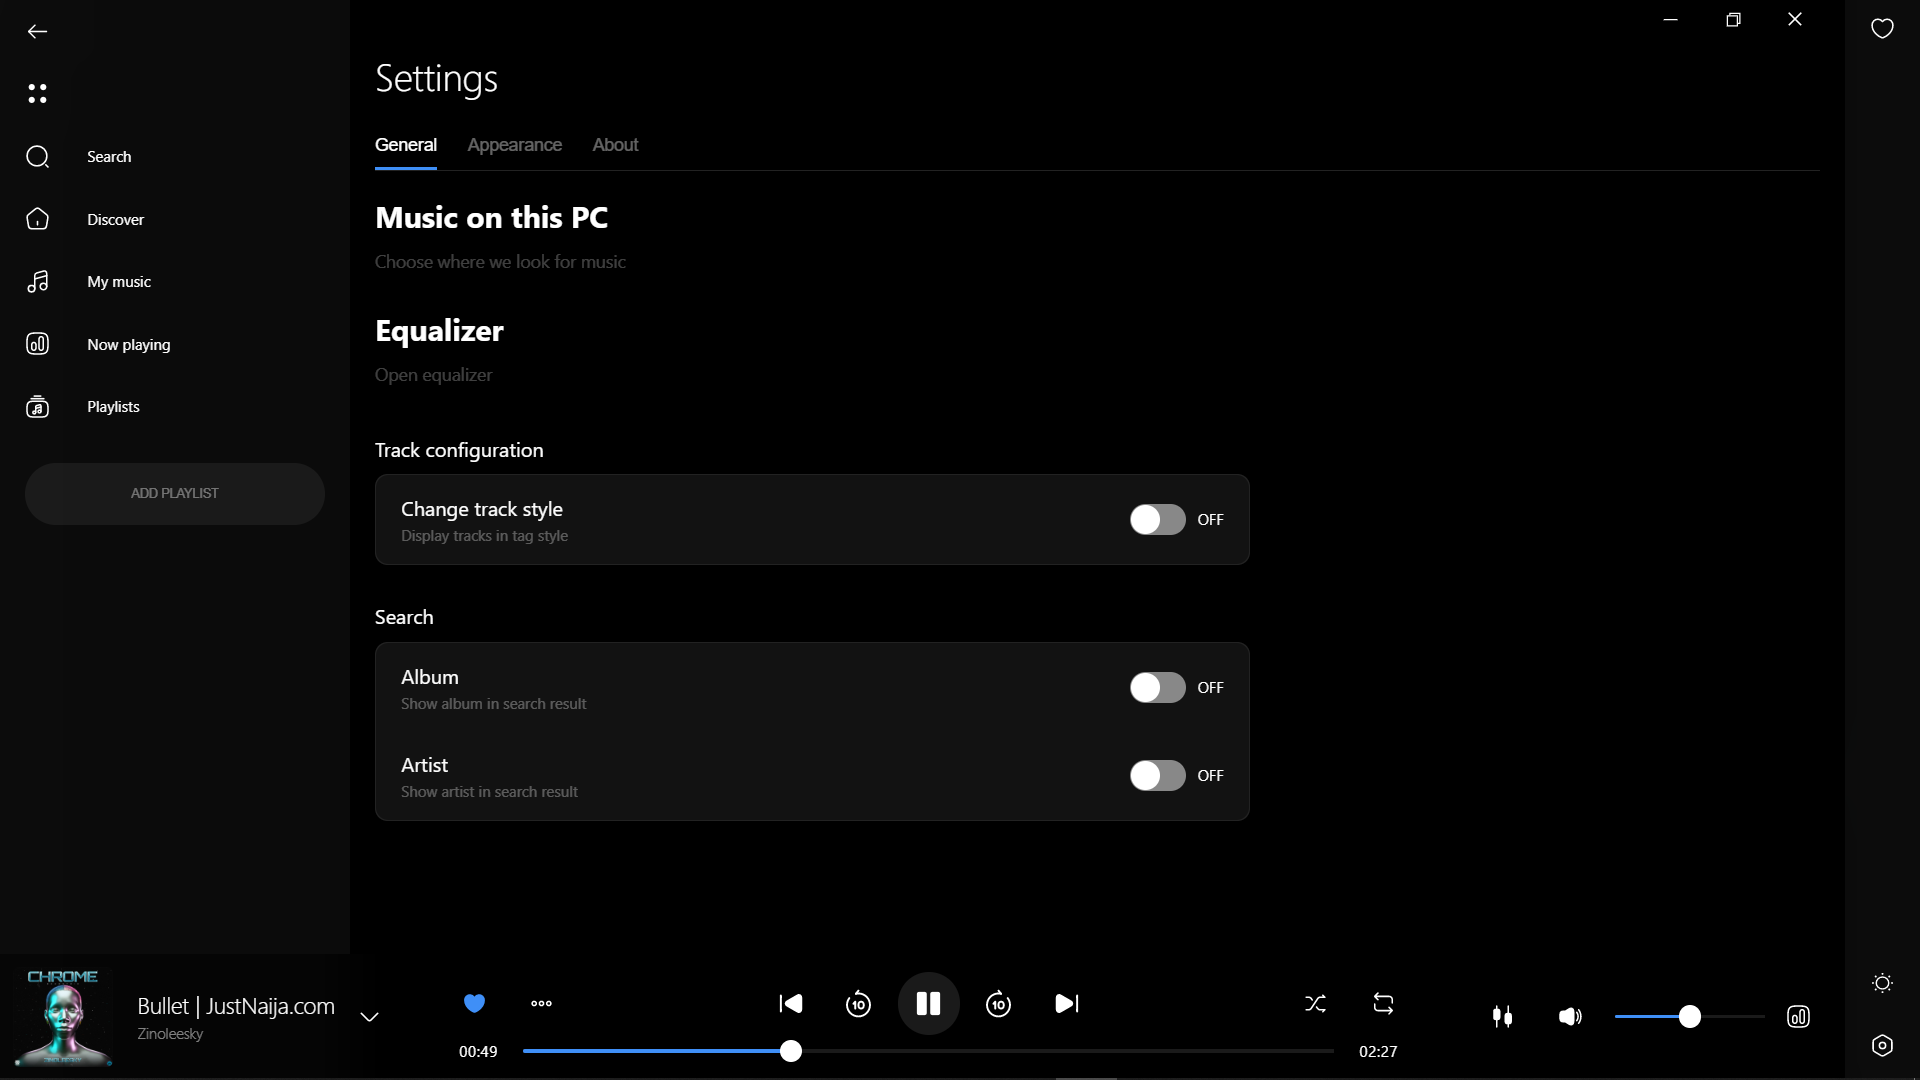 Settings
General Appearance About
Search
Discover
My music
Now playing
Playlists
ADD PLAYLIST
Music on this PC
Choose where we look for music
Equalizer
Open equalizer
Track configuration
Change track style
Display tracks in tag style
OFF
Search
Album
Show album in search result
OFF
Artist
Show artist in search result
OFF
CHROME
Bullet | JustNaija.com
Zinoleesky
10
10
00:49
02:27